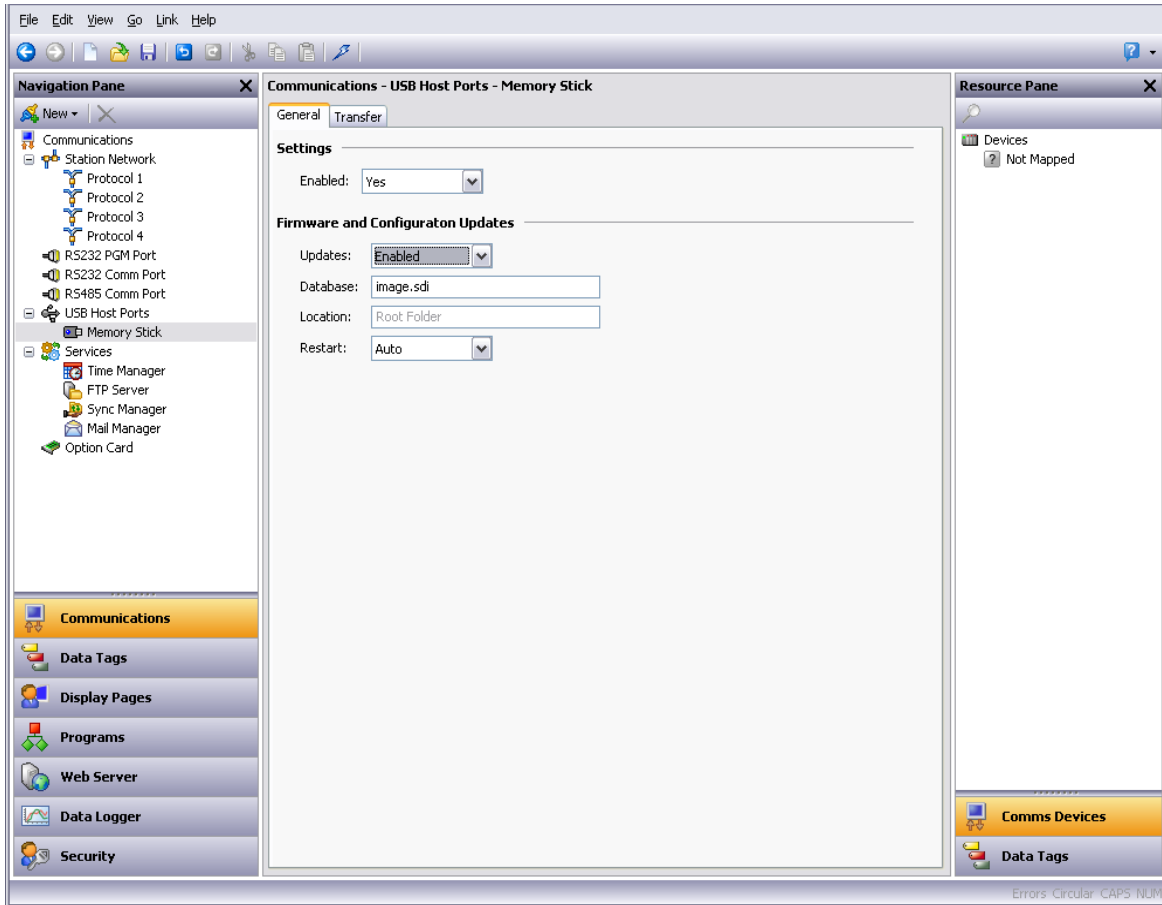 File Edit View Go Link Help
Navigation Pane
New
Communications
Station Network
Protocol 1
Protocol 2
Protocol 3
Protocol 4
RS232 PGM Port
RS232 Comm Port
RS485 Comm Port
USB Host Ports
Memory Stick
Services
Time Manager
FTP Server
Sync Manager
Mail Manager
Option Card
Communications
Data Tags
Display Pages
Programs
Web Server
Data Logger
Security
Communications - USB Host Ports - Memory Stick
General Transfer
Settings
Enabled: Yes
Firmware and Configuraton Updates
Updates: Enabled
Database: image.sdi
Location: Root Folder
Restart: Auto
Resource Pane
Devices
? Not Mapped
Comms Devices
Data Tags
Errors Circular CAPS NUM